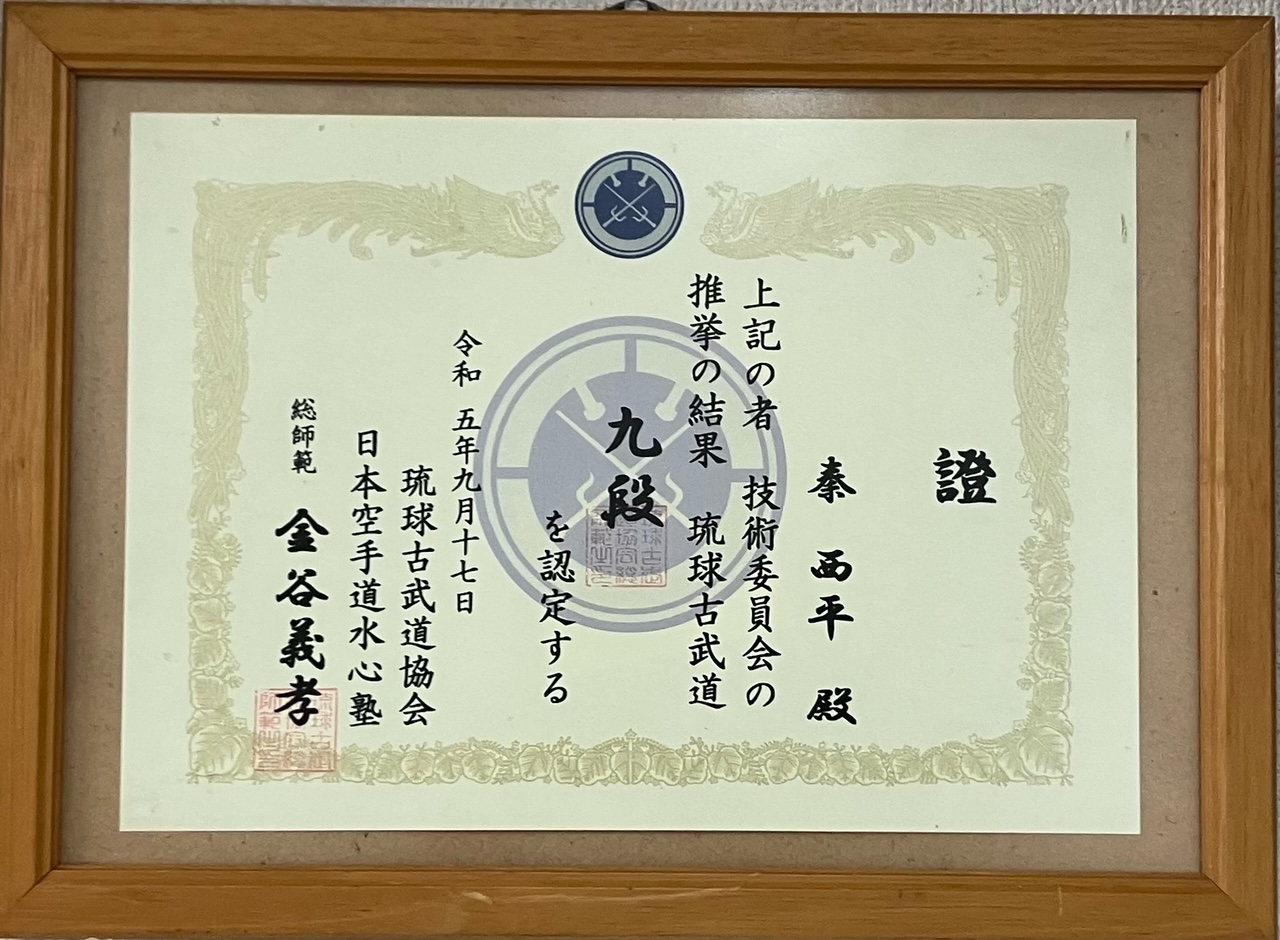 證
秦 西平 殿
上記の者 技術委員会の
推挙の結果 琉球古武道
九段
を認定する
令和 五年九月十七日
琉球古武道協会
日本空手道水心塾
総師範 金谷義孝